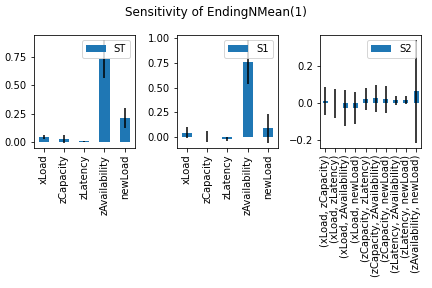 Sensitivity of EndingNMean(1)
ST
0.75
0.50
0.25
0.00
xLoad
zCapacity
zLatency
zAvailability
newLoad
S1
1.00
0.75
0.50
0.25
0.00
xLoad
zCapacity
zLatency
zAvailability
newLoad
S2
0.2
0.0
−0.2
(xLoad, zCapacity)
(xLoad, zLatency)
(xLoad, zAvailability)
(xLoad, newLoad)
(zCapacity, zLatency)
(zCapacity, zAvailability)
(zCapacity, newLoad)
(zLatency, zAvailability)
(zLatency, newLoad)
(zAvailability, newLoad)